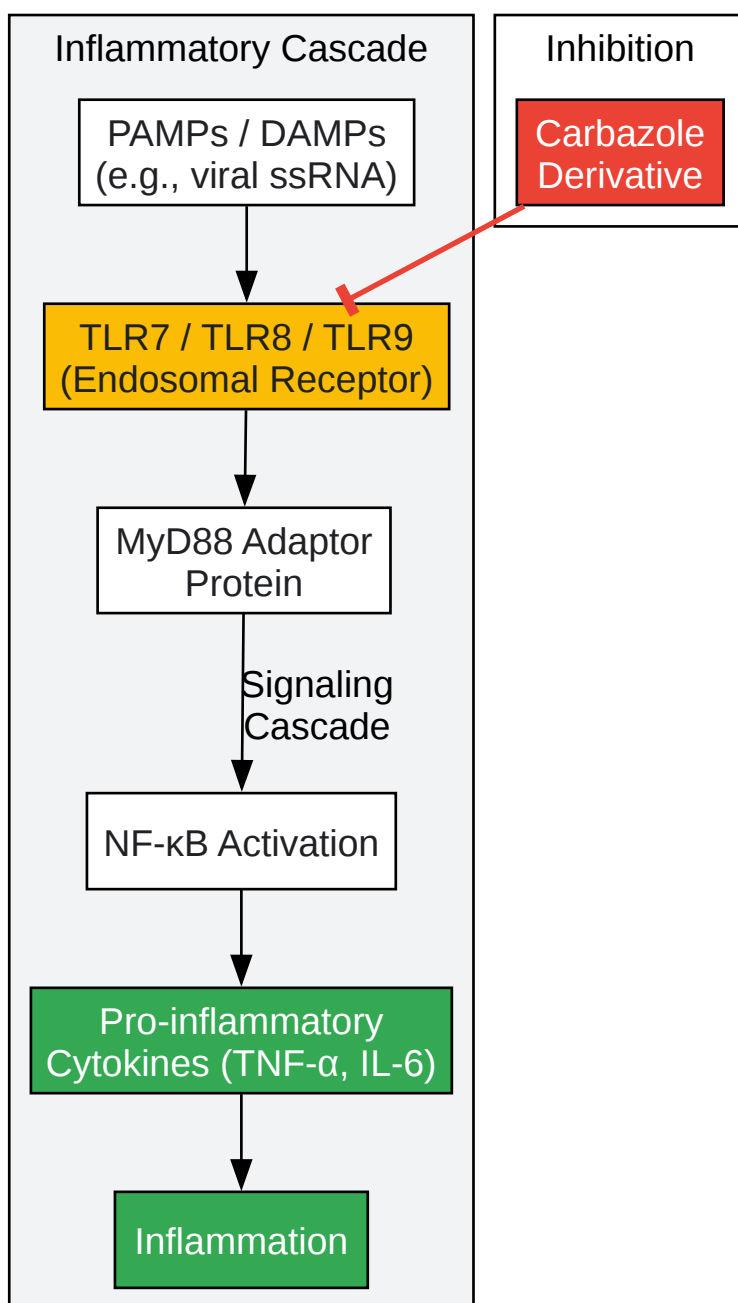 Inflammatory Cascade
PAMPs / DAMPs
(e.g., viral ssRNA)
TLR7 / TLR8 / TLR9
(Endosomal Receptor)
MyD88 Adaptor
Protein
Signaling
Cascade
NF-κB Activation
Pro-inflammatory
Cytokines (TNF-α, IL-6)
Inflammation
Inhibition
Carbazole
Derivative